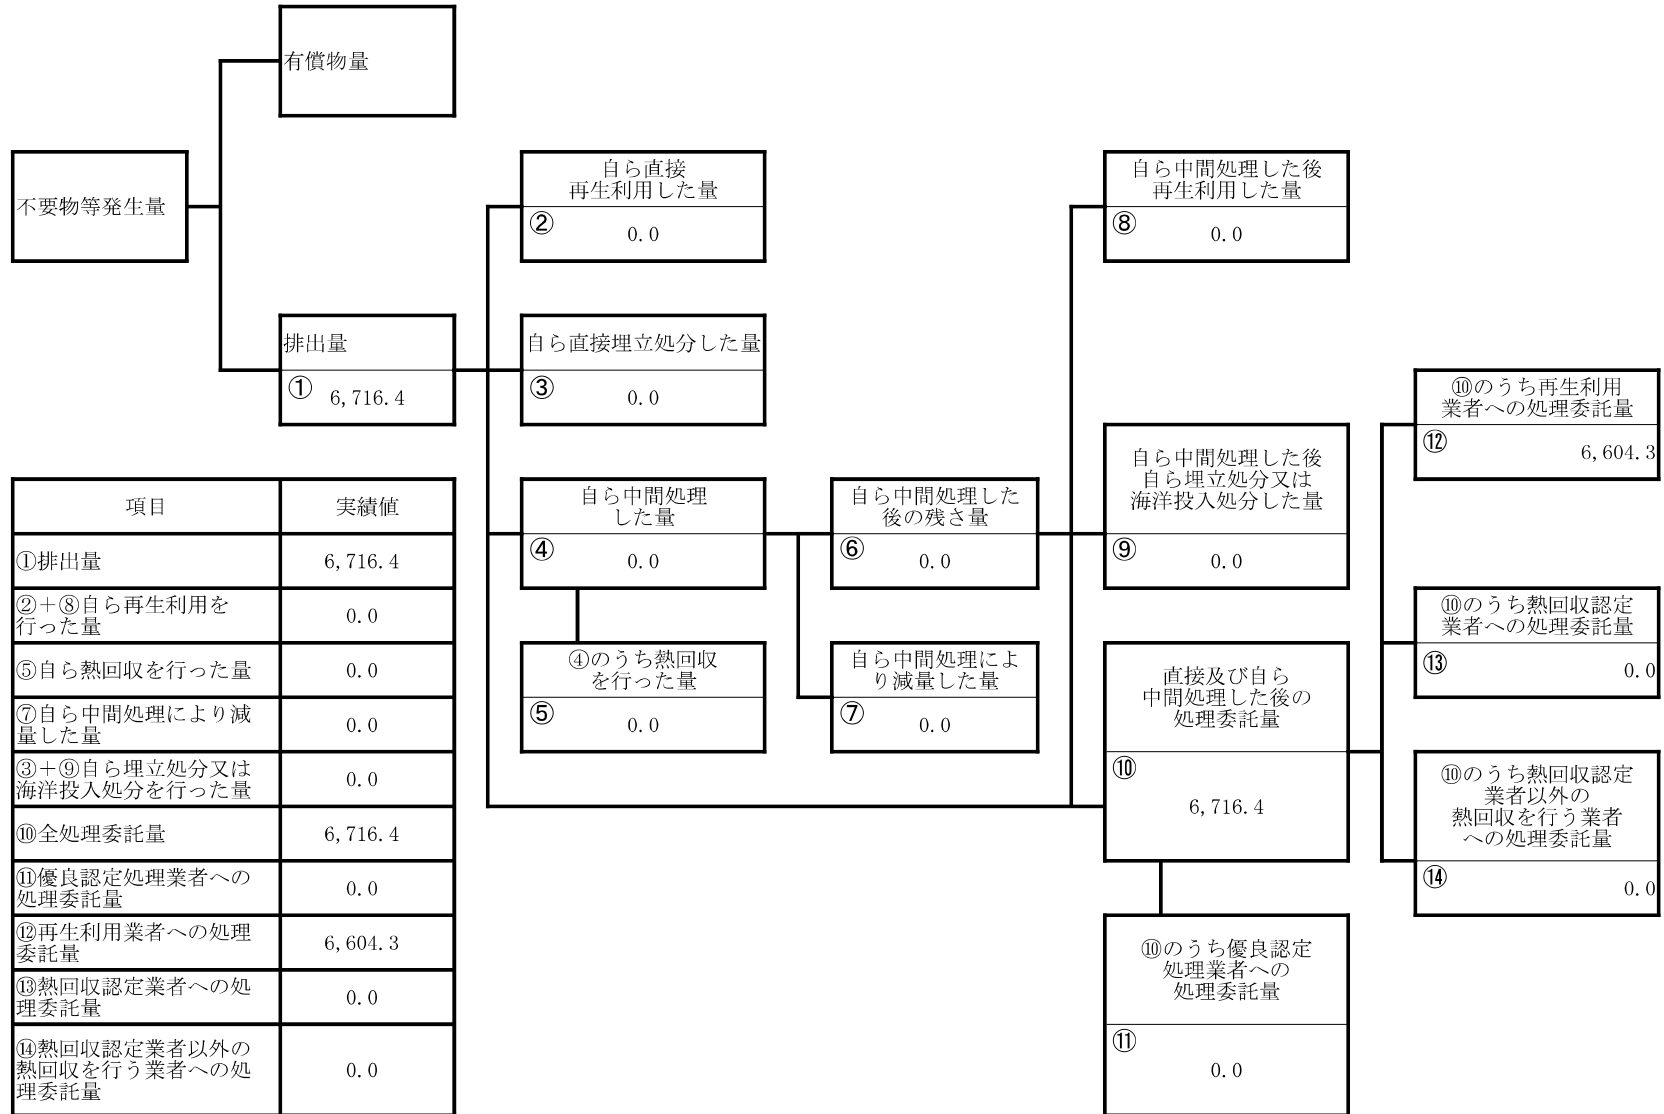 有償物量
不要物等発生量
排出量
① 6,716.4
自ら直接
再生利用した量
②
0.0
自ら直接埋立処分した量
③
0.0
自ら中間処理
した量
④
0.0
④のうち熱回収
を行った量
⑤
0.0
自ら中間処理した
後の残さ量
⑥
0.0
自ら中間処理によ
り減量した量
⑦
0.0
自ら中間処理した後
再生利用した量
⑧
0.0
自ら中間処理した後
自ら埋立処分又は
海洋投入処分した量
⑨
0.0
直接及び自ら
中間処理した後の
処理委託量
⑩
6,716.4
⑩のうち優良認定
処理業者への
処理委託量
⑪
0.0
⑩のうち再生利用
業者への処理委託量
⑫
6,604.3
⑩のうち熱回収認定
業者への処理委託量
⑬
0.0
⑩のうち熱回収認定
業者以外の
熱回収を行う業者
への処理委託量
⑭
0.0
項目 実績値
①排出量 6,716.4
②＋⑧自ら再生利用を
行った量 0.0
⑤自ら熱回収を行った量 0.0
⑦自ら中間処理により減
量した量 0.0
③＋⑨自ら埋立処分又は
海洋投入処分を行った量 0.0
⑩全処理委託量 6,716.4
⑪優良認定処理業者への
処理委託量 0.0
⑫再生利用業者への処理
委託量 6,604.3
⑬熱回収認定業者への処
理委託量 0.0
⑭熱回収認定業者以外の
熱回収を行う業者への処
理委託量 0.0